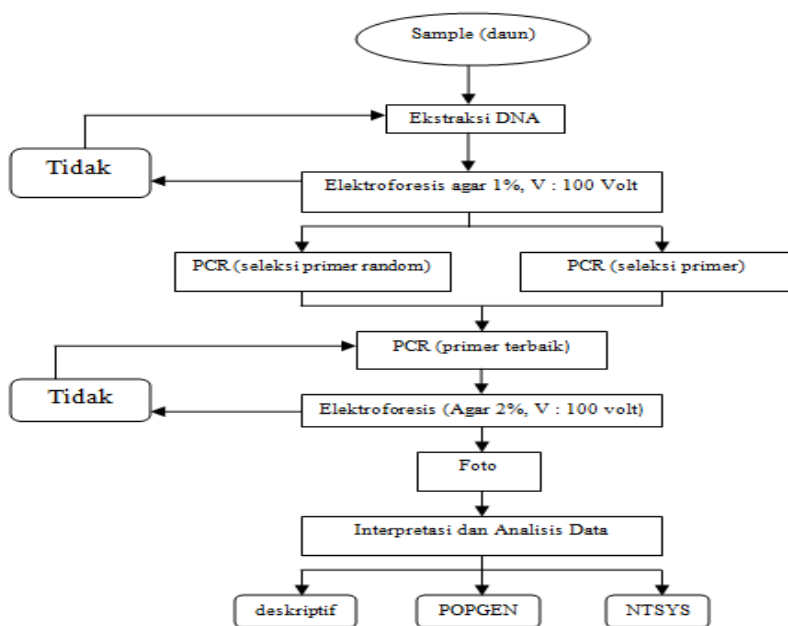 Sample (daun)
Ekstraksi DNA
Tidak
Elektroforesis agar 1%, V : 100 Volt
PCR (seleksi primer random)
PCR (seleksi primer)
PCR (primer terbaik)
Tidak
Elektroforesis (Agar 2%, V : 100 volt)
Foto
Interpretasi dan Analisis Data
deskriptif
POPGEN
NTSYS